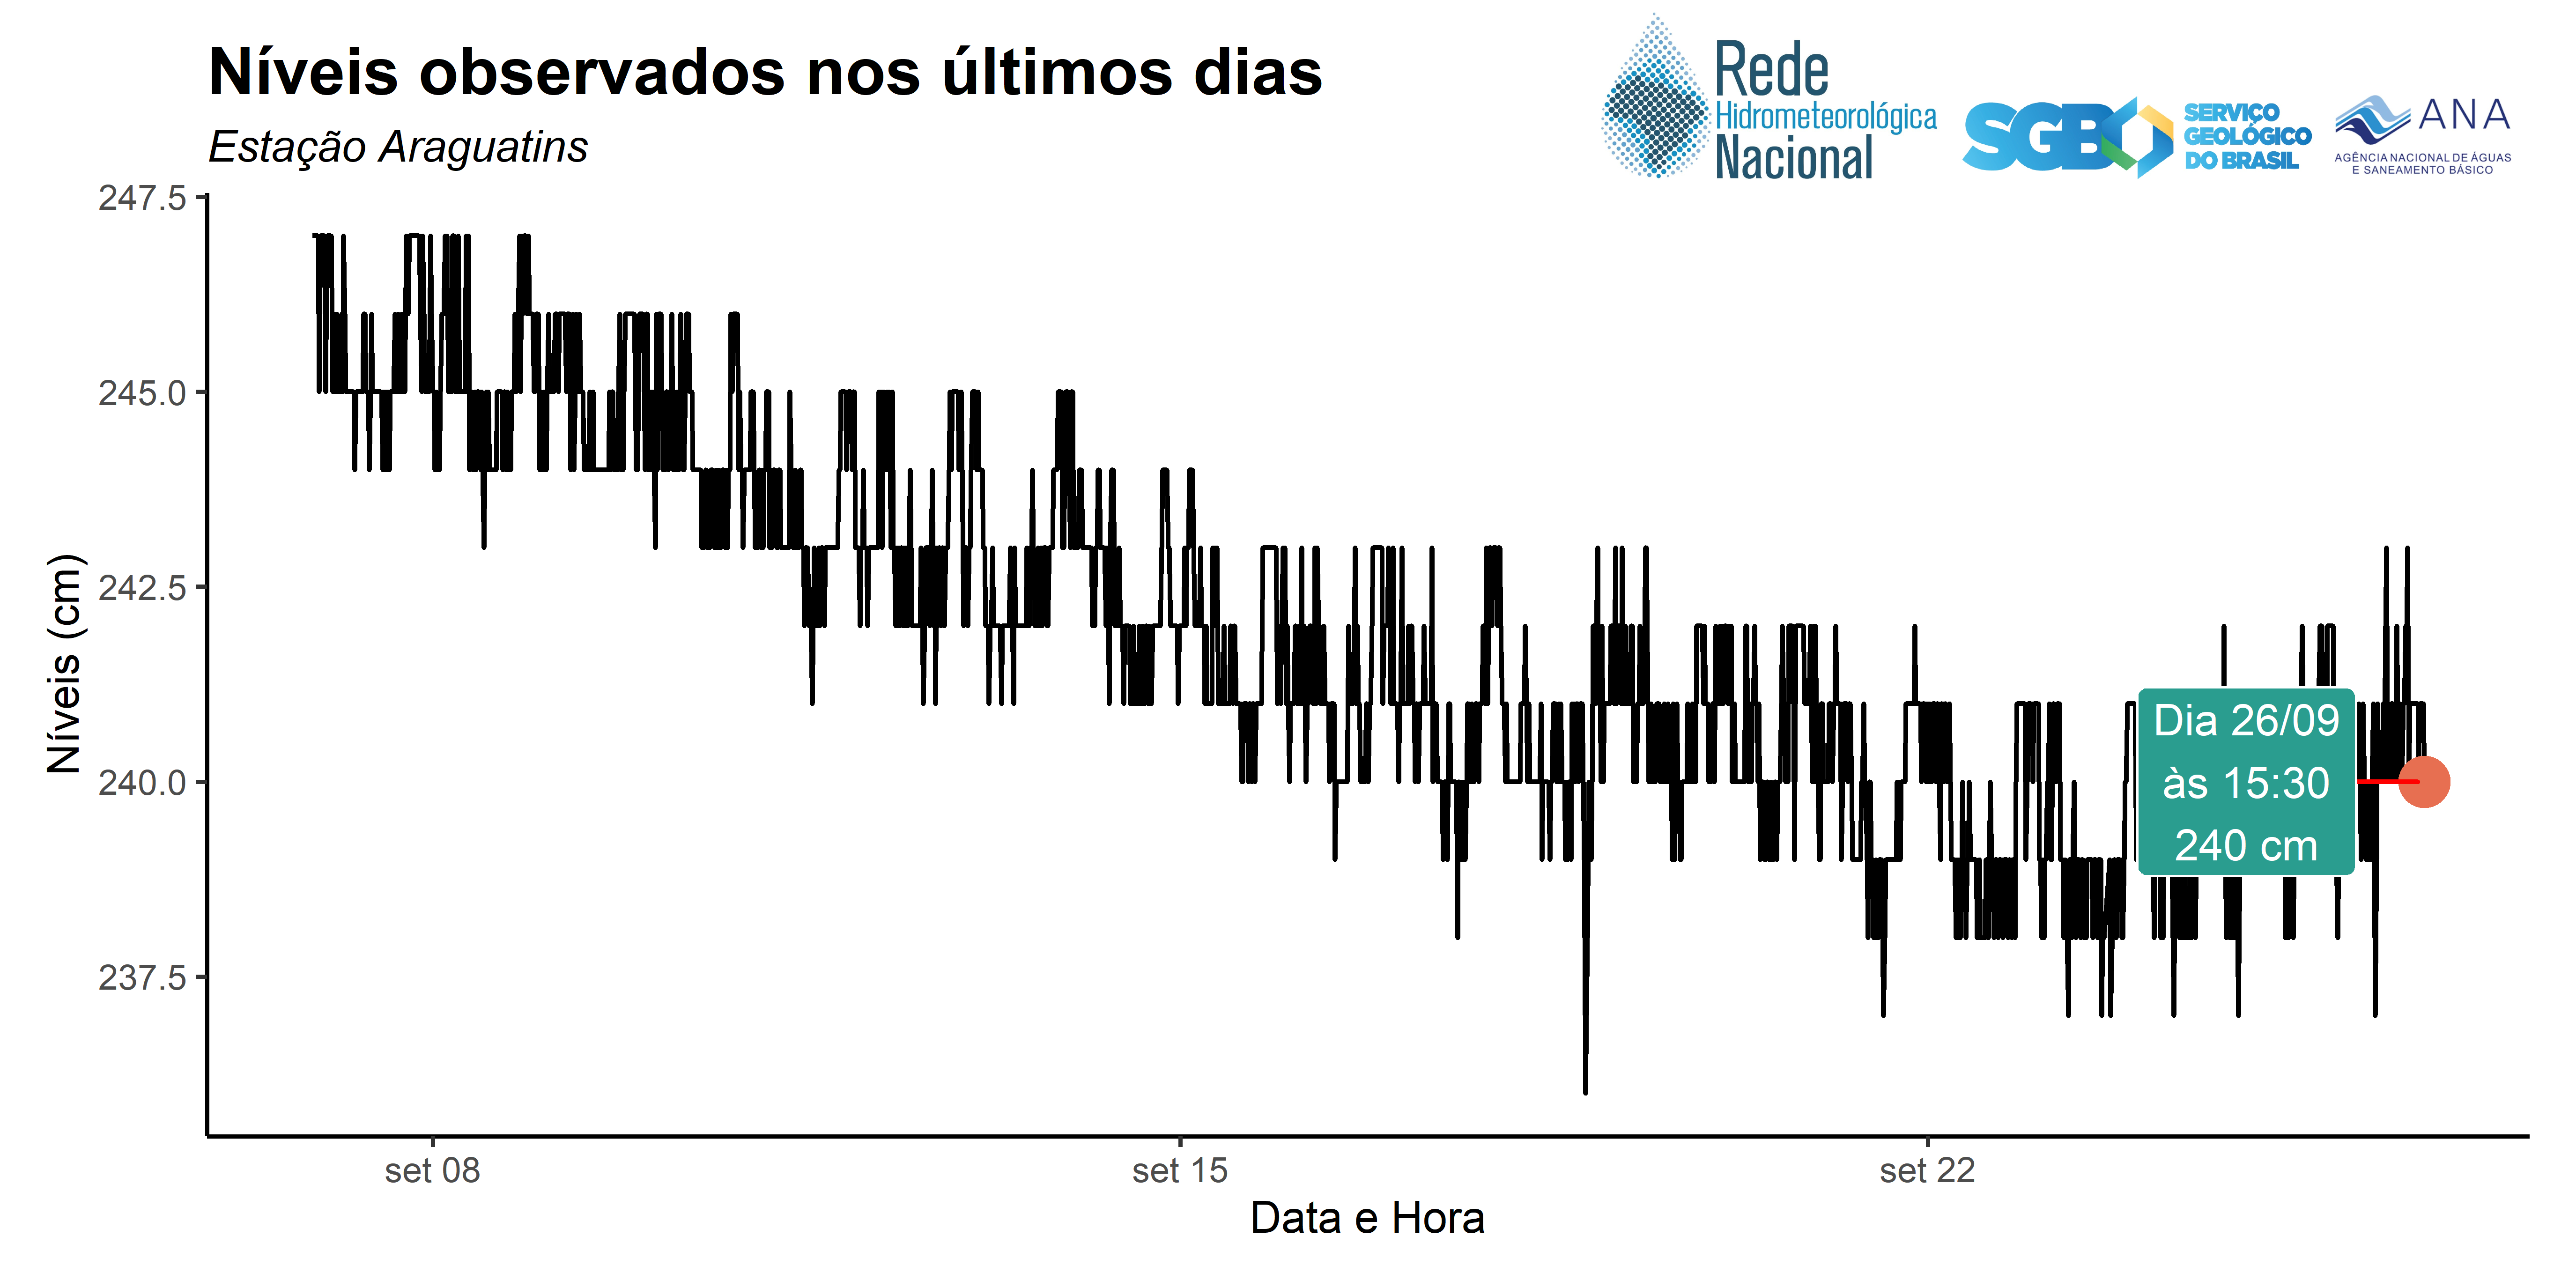 Níveis observados nos últimos dias
Estação Araguatins
Rede
Hidrometeorológica
Nacional
SGB
SERVIÇO
GEOLÓGICO
DO BRASIL
ANA
AGÊNCIA NACIONAL DE ÁGUAS
E SANEAMENTO BÁSICO
Níveis (cm)
247.5
245.0
242.5
240.0
237.5
Dia 26/09
às 15:30
240 cm
set 08
set 15
set 22
Data e Hora